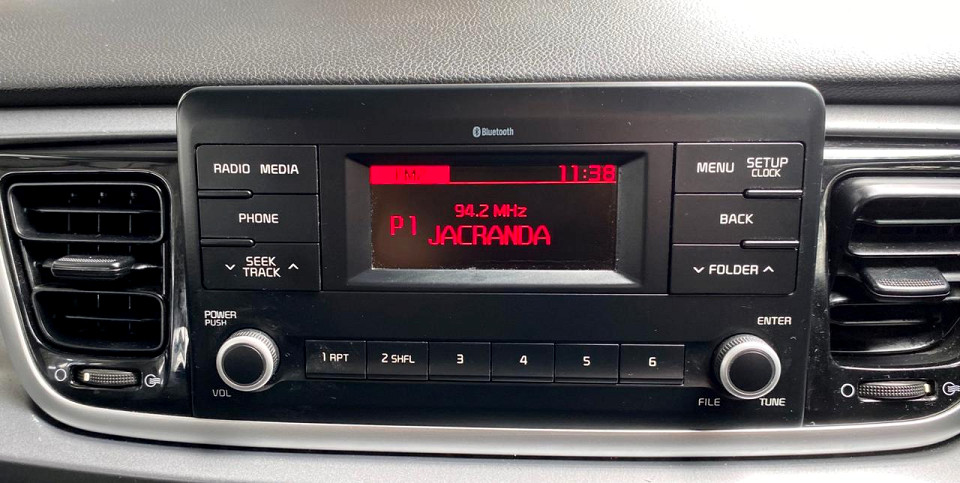 Bluetooth
RADIO MEDIA
FM
11:38
MENU SETUP
CLOCK
PHONE
P1
94.2 MHz
JACRANDA
BACK
SEEK
TRACK
FOLDER
POWER
PUSH
VOL
1 RPT
2 SHFL
3
4
5
6
ENTER
FILE
TUNE